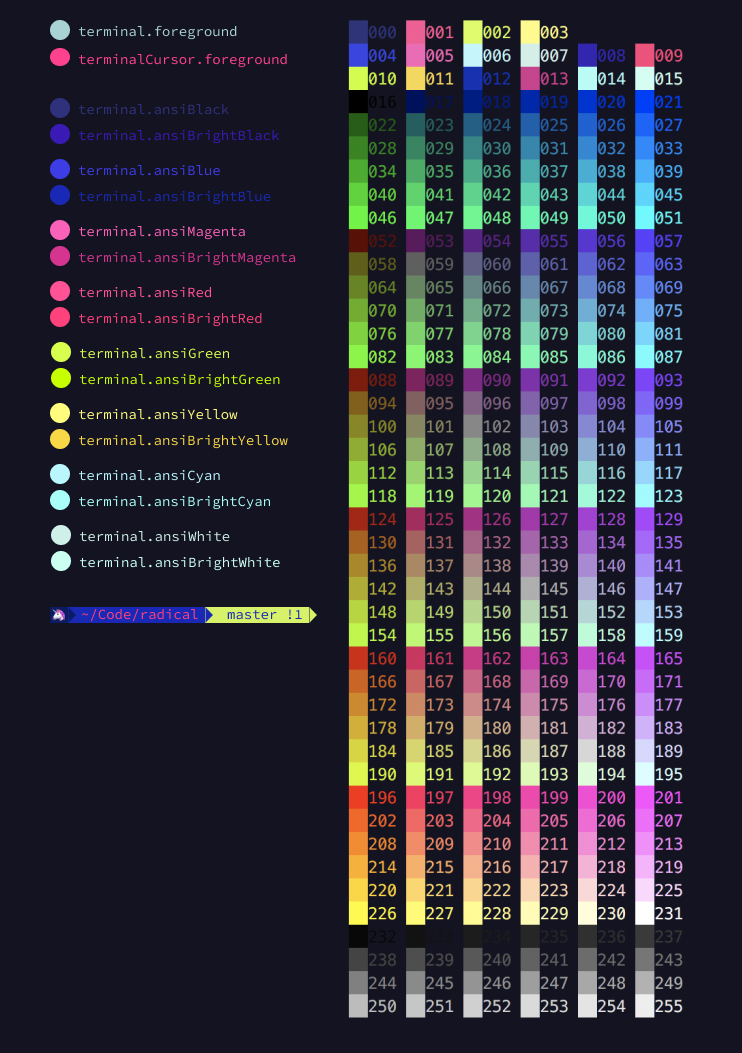 terminal.foreground
terminalCursor.foreground
terminal.ansiBlack
terminal.ansiBrightBlack
terminal.ansiBlue
terminal.ansiBrightBlue
terminal.ansiMagenta
terminal.ansiBrightMagenta
terminal.ansiRed
terminal.ansiBrightRed
terminal.ansiGreen
terminal.ansiBrightGreen
terminal.ansiYellow
terminal.ansiBrightYellow
terminal.ansiCyan
terminal.ansiBrightCyan
terminal.ansiWhite
terminal.ansiBrightWhite
~/Code/radical master !1
000 001 002 003
004 005 006 007 008 009
010 011 012 013 014 015
016 017 018 019 020 021
022 023 024 025 026 027
028 029 030 031 032 033
034 035 036 037 038 039
040 041 042 043 044 045
046 047 048 049 050 051
052 053 054 055 056 057
058 059 060 061 062 063
064 065 066 067 068 069
070 071 072 073 074 075
076 077 078 079 080 081
082 083 084 085 086 087
088 089 090 091 092 093
094 095 096 097 098 099
100 101 102 103 104 105
106 107 108 109 110 111
112 113 114 115 116 117
118 119 120 121 122 123
124 125 126 127 128 129
130 131 132 133 134 135
136 137 138 139 140 141
142 143 144 145 146 147
148 149 150 151 152 153
154 155 156 157 158 159
160 161 162 163 164 165
166 167 168 169 170 171
172 173 174 175 176 177
178 179 180 181 182 183
184 185 186 187 188 189
190 191 192 193 194 195
196 197 198 199 200 201
202 203 204 205 206 207
208 209 210 211 212 213
214 215 216 217 218 219
220 221 222 223 224 225
226 227 228 229 230 231
232 234 235 236 237
238 239 240 241 242 243
244 245 246 247 248 249
250 251 252 253 254 255